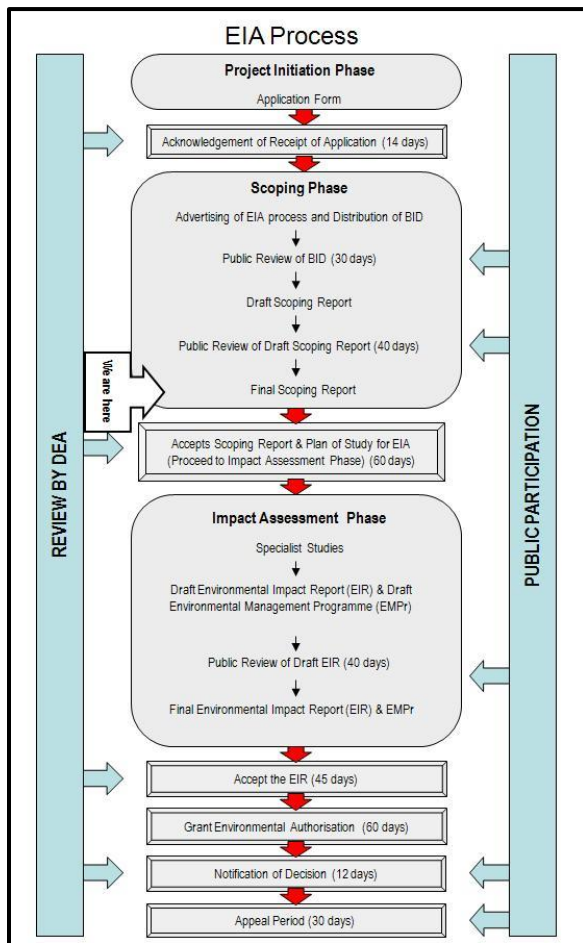 EIA Process
Project Initiation Phase
Application Form
Acknowledgement of Receipt of Application (14 days)
Scoping Phase
Advertising of EIA process and Distribution of BID
Public Review of BID (30 days)
Draft Scoping Report
Public Review of Draft Scoping Report (40 days)
Final Scoping Report
We are here
Accepts Scoping Report & Plan of Study for EIA
(Proceed to Impact Assessment Phase) (60 days)
Impact Assessment Phase
Specialist Studies
Draft Environmental Impact Report (EIR) & Draft
Environmental Management Programme (EMPr)
Public Review of Draft EIR (40 days)
Final Environmental Impact Report (EIR) & EMPr
Accept the EIR (45 days)
Grant Environmental Authorisation (60 days)
Notification of Decision (12 days)
Appeal Period (30 days)
REVIEW BY DEA
PUBLIC PARTICIPATION